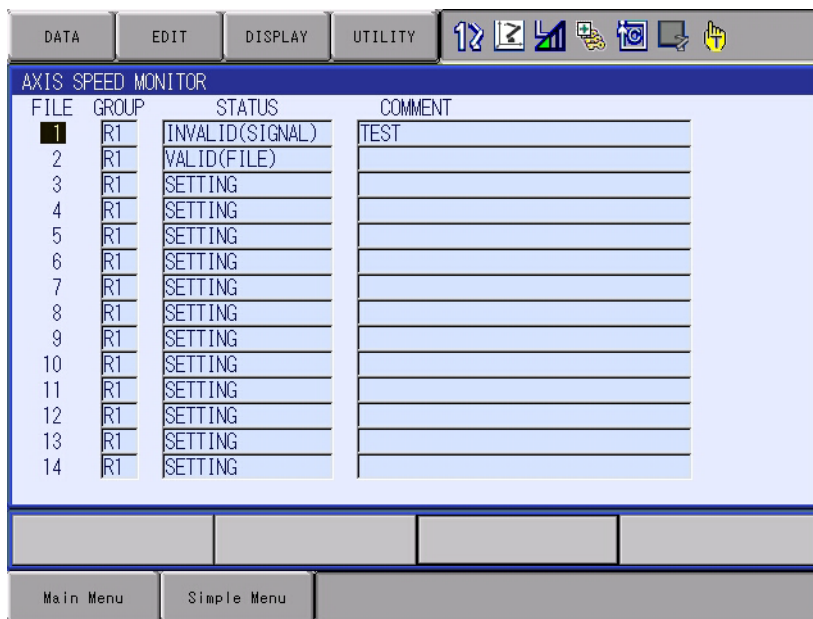 DATA EDIT DISPLAY UTILITY
AXIS SPEED MONITOR
FILE GROUP STATUS COMMENT
1 R1 INVALID(SIGNAL) TEST
2 R1 VALID(FILE)
3 R1 SETTING
4 R1 SETTING
5 R1 SETTING
6 R1 SETTING
7 R1 SETTING
8 R1 SETTING
9 R1 SETTING
10 R1 SETTING
11 R1 SETTING
12 R1 SETTING
13 R1 SETTING
14 R1 SETTING
Main Menu Simple Menu